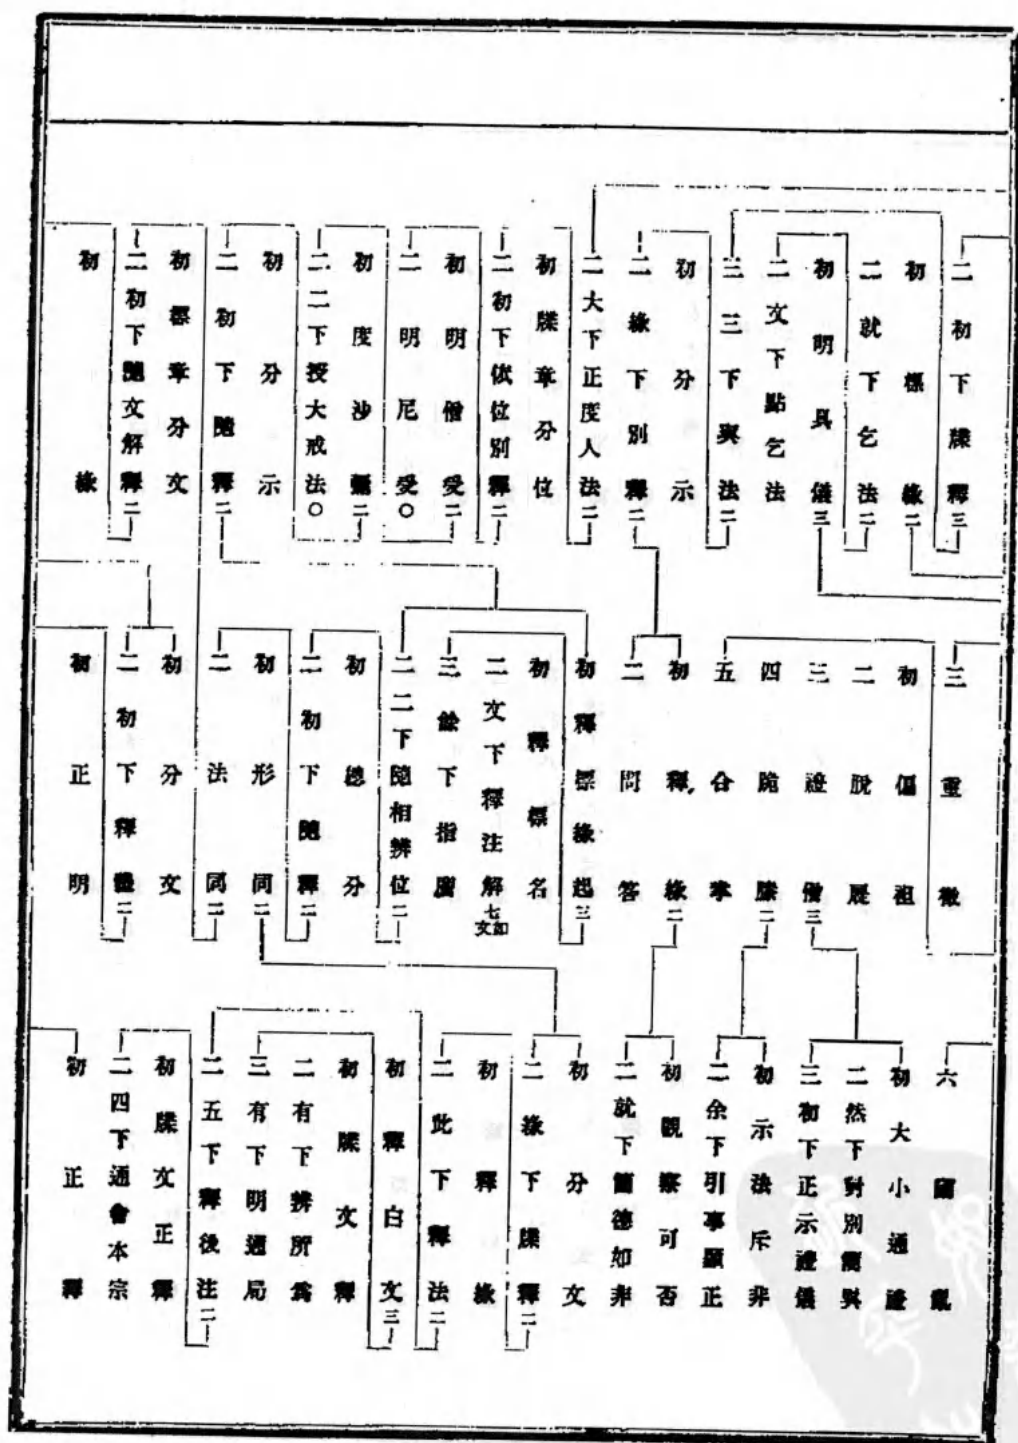 二初下牒釋三
初標緣二
二就下乞法二
初明具儀三
二文下點乞法
三三下與法二
初分示
二緣下別釋二
二大下正度人法二
初牒章分位
二初下依位別釋二
初明僧受二
二明尼受○
初度沙彌二
二二下授大戒法○
初分示
二初下隨釋二
初標章分文
二初下隨文解釋二
初緣
三重徵
初偏袒
二脫屣
三禮僧三
四跪膝二
五合掌
初釋緣二
二問答
初釋標緣起三
初釋標名
二文下釋注解七如文
三餘下指廣
二二下隨相辨位二
初總分
二初下隨釋二
初形同二
二法同二
初分文
二初下釋體二
初正明
六離亂
初大小通禮
二然下對別簡異
三初下正示禮儀
初示法斥非
二余下引事顯正
初觀察可否
二就下簡德如非
初分文
二緣下牒釋二
初釋緣
二此下釋法二
初釋白文三
初牒文釋
二有下辨所為
三有下明通局
二五下釋後注二
初牒文正釋
二四下通會本宗
初正釋